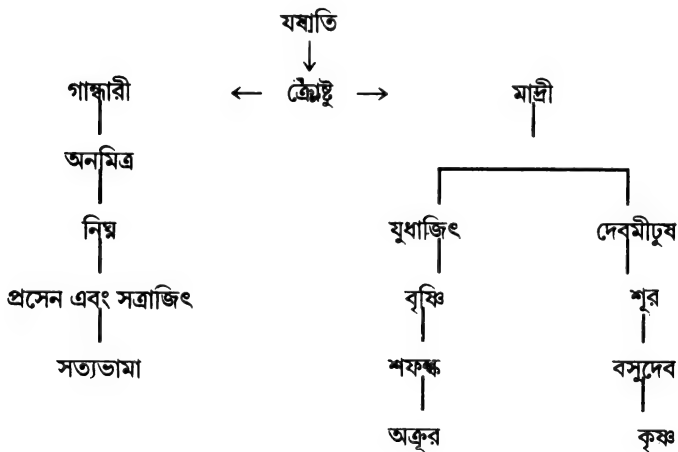 যযাতি
গান্ধারী ← ক্রোষ্টু → মাদ্রী
অনমিত্র
নিঘ্ন যুধাজিৎ দেবমীঢুষ
প্রসেন এবং সত্রাজিৎ বৃষ্ণি শূর
সত্যভামা শফল্ক বসুদেব
অক্রূর কৃষ্ণ